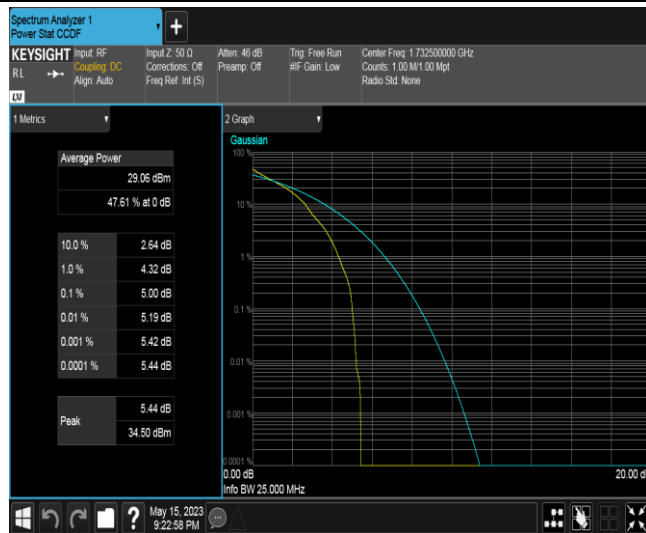 Spectrum Analyzer 1
Power Stat CCDF
+
KEYSIGHT
RL
Input: RF
Coupling: DC
Align: Auto
Input Z: 50 Ω
Corrections: Off
Freq Ref: Int (S)
Atten: 46 dB
Preamp: Off
Trig: Free Run
#IF Gain: Low
Center Freq: 1.732500000 GHz
Counts: 1.00 M/1.00 Mpt
Radio Std: None
LXI
1 Metrics
Average Power
29.06 dBm
47.61 % at 0 dB
10.0 % 2.64 dB
1.0 % 4.32 dB
0.1 % 5.00 dB
0.01 % 5.19 dB
0.001 % 5.42 dB
0.0001 % 5.44 dB
Peak
5.44 dB
34.50 dBm
2 Graph
Gaussian
100 %
10 %
1 %
0.1 %
0.01 %
0.001 %
0.0001 %
0.00 dB
20.00 d
Info BW 25.000 MHz
?
May 15, 2023
9:22:58 PM